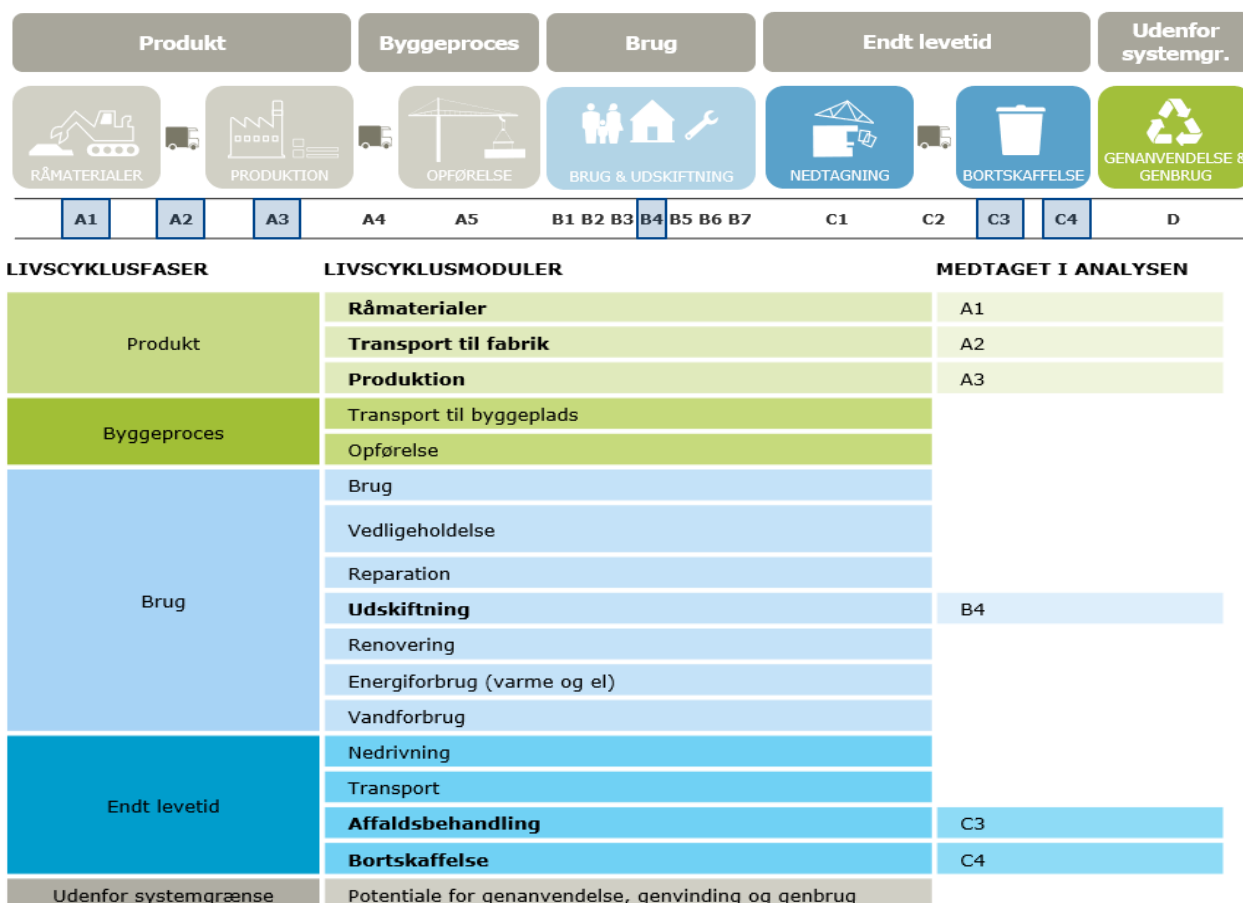 Produkt
Byggeproces
Brug
Endt levetid
Udenfor
systemgr.
RÅMATERIALER
PRODUKTION
OPFØRELSE
BRUG & UDSKIFTNING
NEDTAGNING
BORTSKAFFELSE
GENANVENDELSE &
GENBRUG
A1 A2 A3 A4 A5 B1 B2 B3 B4 B5 B6 B7 C1 C2 C3 C4 D
LIVSCYKLUSFASER LIVSCYKLUSMODULER MEDTAGET I ANALYSEN
Produkt
Råmaterialer A1
Transport til fabrik A2
Produktion A3
Byggeproces
Transport til byggeplads
Opførelse
Brug
Brug
Vedligeholdelse
Reparation
Udskiftning B4
Renovering
Energiforbrug (varme og el)
Vandforbrug
Endt levetid
Nedrivning
Transport
Affaldsbehandling C3
Bortskaffelse C4
Udenfor systemgrænse Potentiale for genanvendelse, genvinding og genbrug